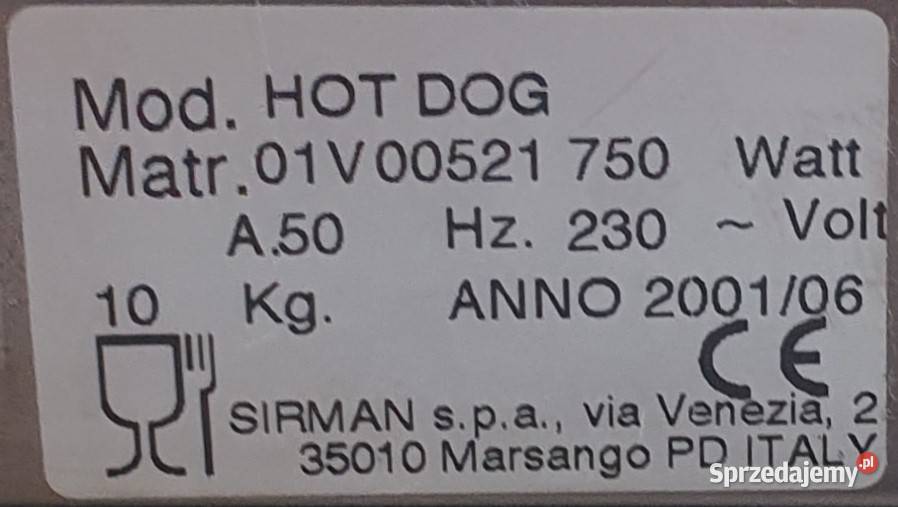 Mod. HOT DOG
Matr.01V00521 750 Watt
A.50 Hz. 230 ~ Volt
10 Kg. ANNO 2001/06
CE
SIRMAN s.p.a., via Venezia, 2
35010 Marsango PD ITALY
Sprzedajemy.pl